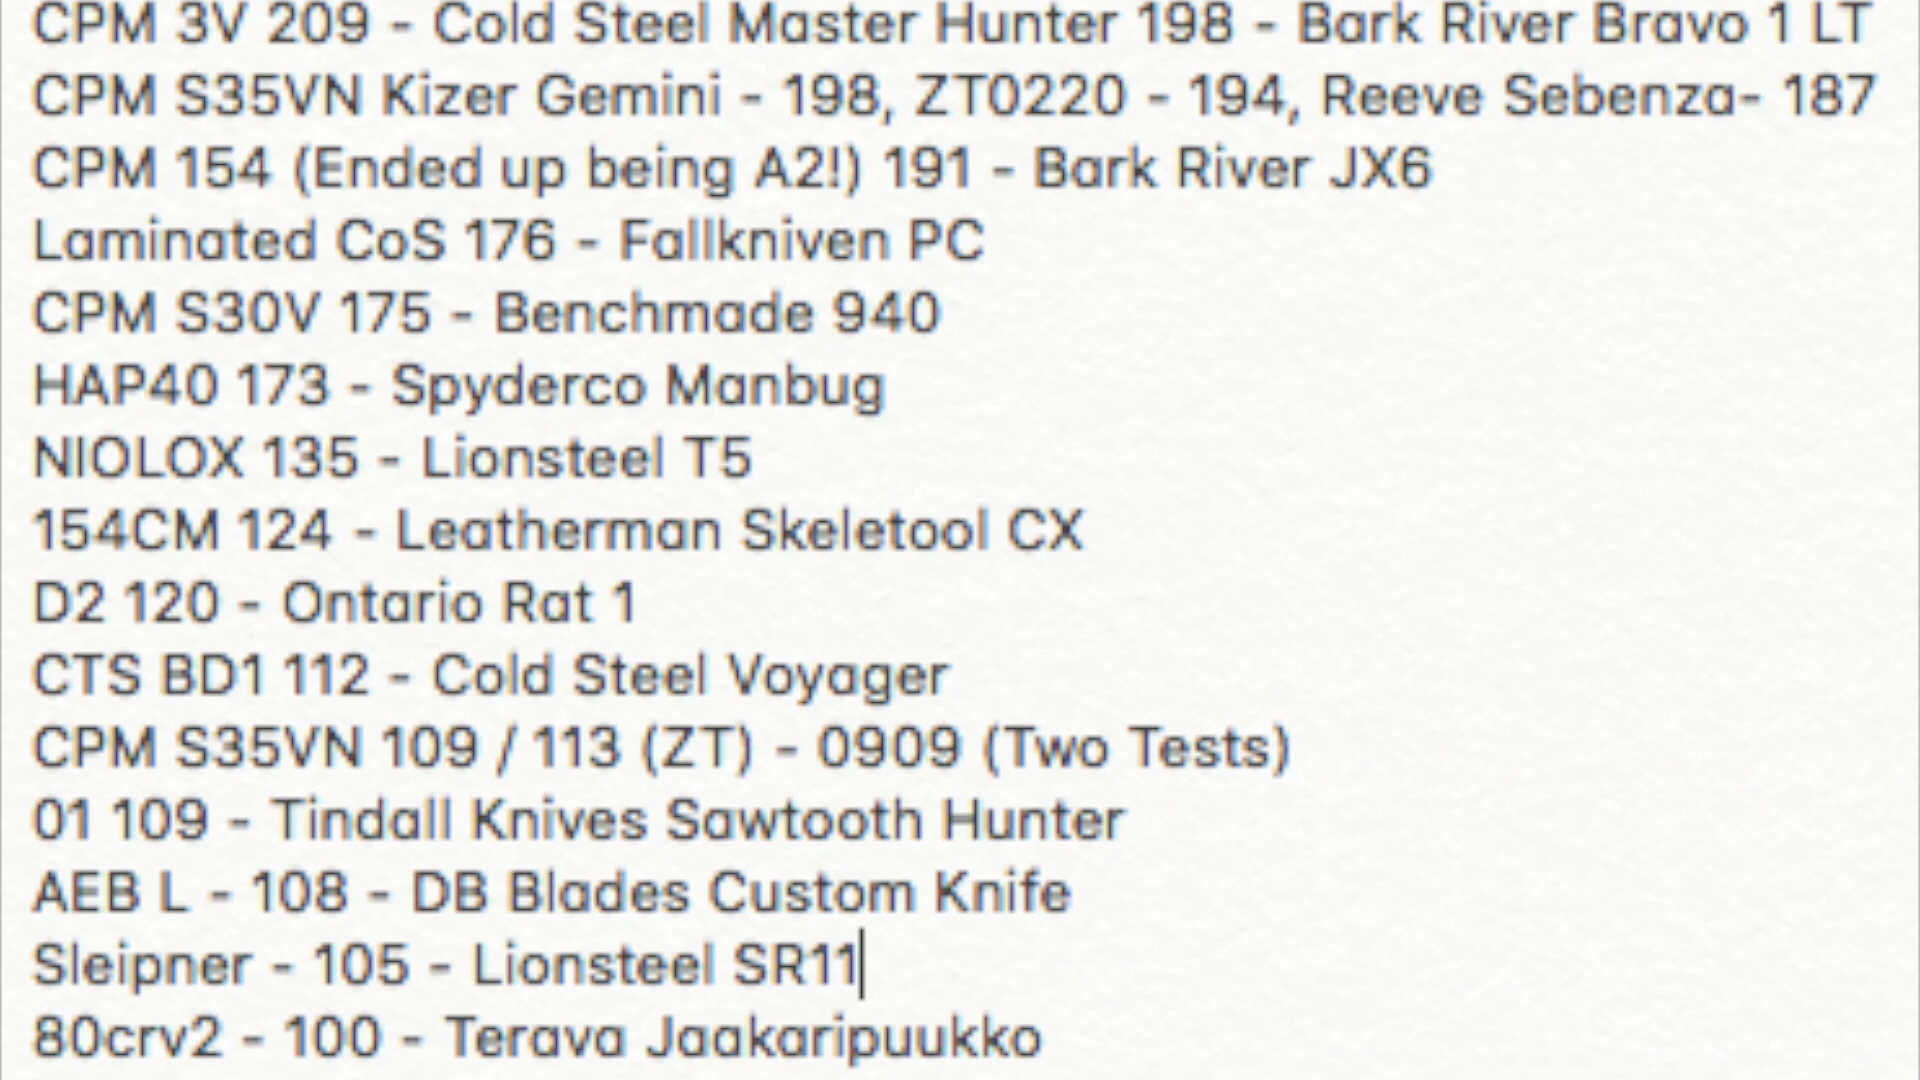 CPM 3V 209 - Cold Steel Master Hunter 198 - Bark River Bravo 1 LT
CPM S35VN Kizer Gemini - 198, ZT0220 - 194, Reeve Sebenza- 187
CPM 154 (Ended up being A2!) 191 - Bark River JX6
Laminated CoS 176 - Fallkniven PC
CPM S30V 175 - Benchmade 940
HAP40 173 - Spyderco Manbug
NIOLOX 135 - Lionsteel T5
154CM 124 - Leatherman Skeletool CX
D2 120 - Ontario Rat 1
CTS BD1 112 - Cold Steel Voyager
CPM S35VN 109 / 113 (ZT) - 0909 (Two Tests)
01 109 - Tindall Knives Sawtooth Hunter
AEB L - 108 - DB Blades Custom Knife
Sleipner - 105 - Lionsteel SR11
80crv2 - 100 - Terava Jaakaripuukko